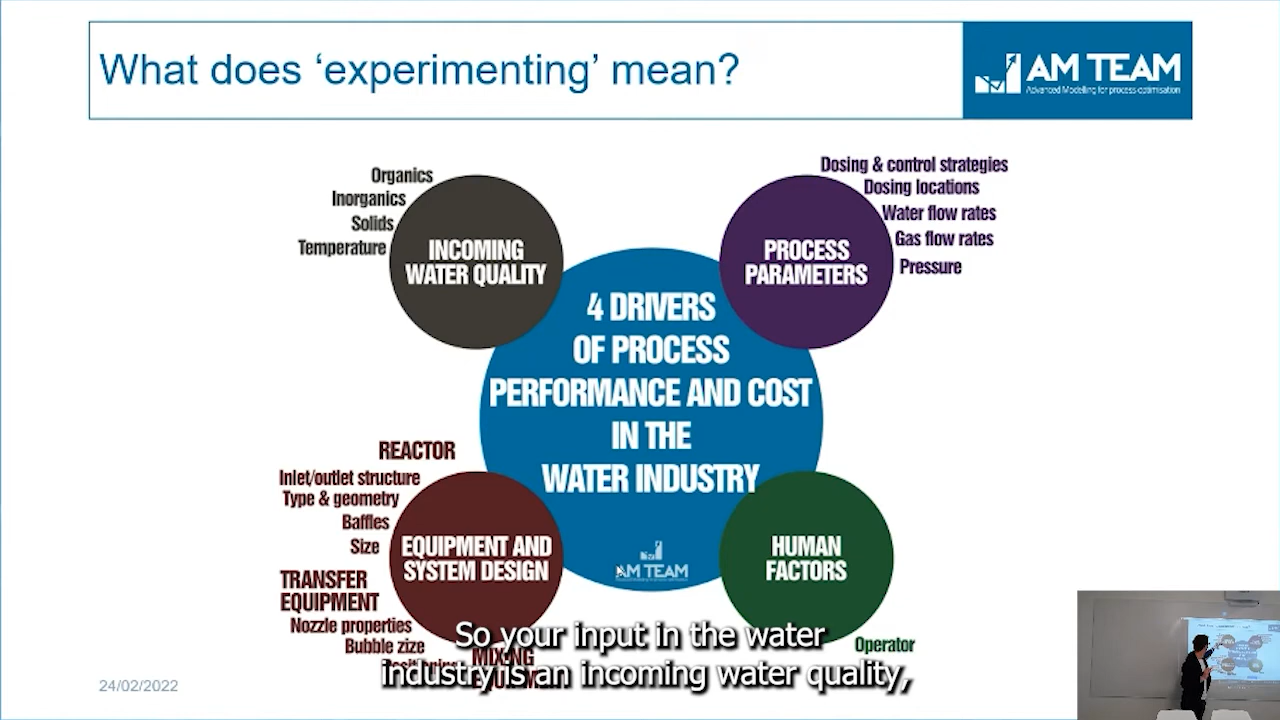 What does ‘experimenting’ mean?
AM TEAM
Advanced Modelling for process optimisation
Organics
Inorganics
Solids
Temperature
INCOMING
WATER QUALITY
Dosing & control strategies
Dosing locations
Water flow rates
Gas flow rates
Pressure
PROCESS
PARAMETERS
4 DRIVERS
OF PROCESS
PERFORMANCE AND COST
IN THE
WATER INDUSTRY
AM TEAM
REACTOR
Inlet/outlet structure
Type & geometry
Baffles
Size
EQUIPMENT AND
SYSTEM DESIGN
TRANSFER
EQUIPMENT
Nozzle properties
Bubble size
MIXING
HUMAN
FACTORS
Operator
So your input in the water
industry is an incoming water quality,
24/02/2022